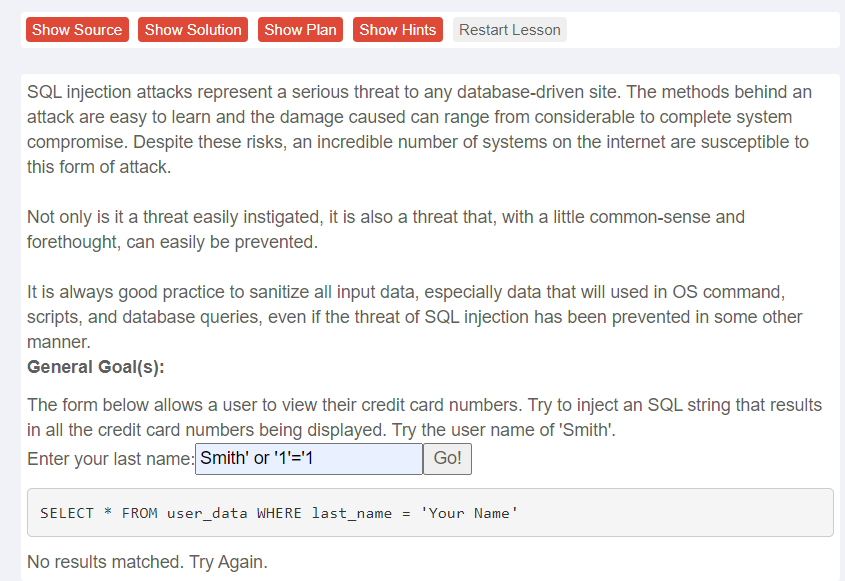 Show Source Show Solution Show Plan Show Hints Restart Lesson
SQL injection attacks represent a serious threat to any database-driven site. The methods behind an
attack are easy to learn and the damage caused can range from considerable to complete system
compromise. Despite these risks, an incredible number of systems on the internet are susceptible to
this form of attack.
Not only is it a threat easily instigated, it is also a threat that, with a little common-sense and
forethought, can easily be prevented.
It is always good practice to sanitize all input data, especially data that will used in OS command,
scripts, and database queries, even if the threat of SQL injection has been prevented in some other
manner.
General Goal(s):
The form below allows a user to view their credit card numbers. Try to inject an SQL string that results
in all the credit card numbers being displayed. Try the user name of 'Smith'.
Enter your last name: Smith' or '1'='1 Go!
SELECT * FROM user_data WHERE last_name = 'Your Name'
No results matched. Try Again.